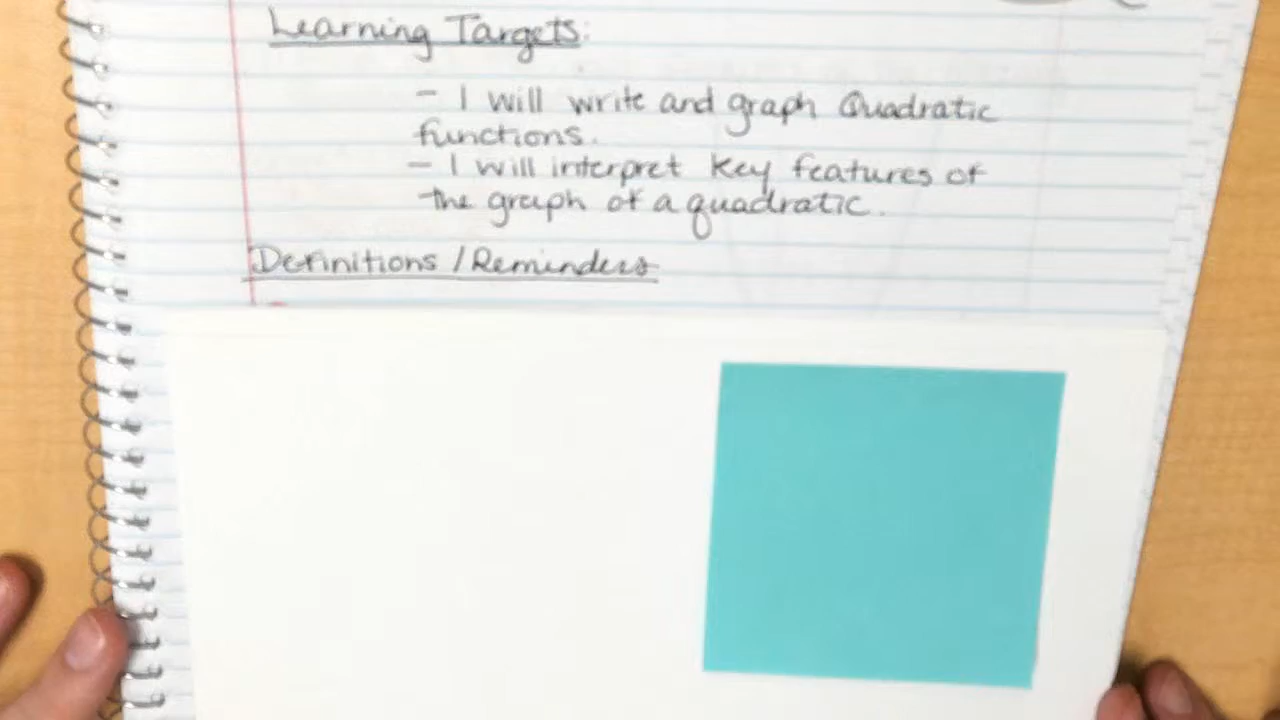 Learning Targets:
- I will write and graph Quadratic
functions.
- I will interpret key features of
the graph of a quadratic.
Definitions / Reminders